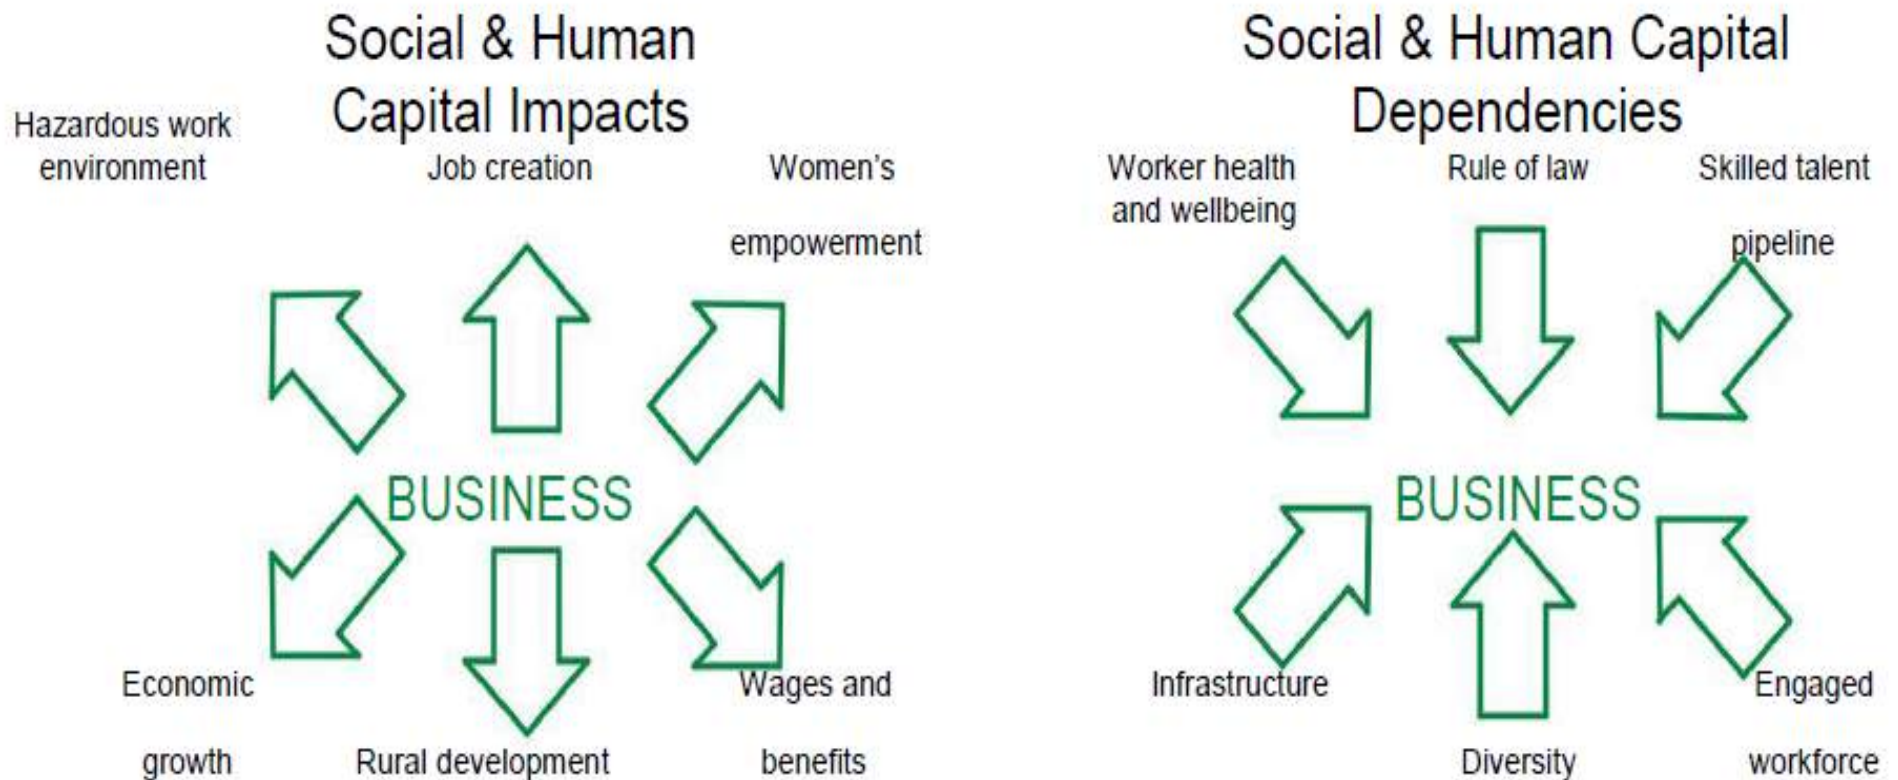 Social & Human
Capital Impacts
Hazardous work
environment
Job creation
Women's
empowerment
BUSINESS
Economic
growth
Rural development
Wages and
benefits
Social & Human Capital
Dependencies
Worker health
and wellbeing
Rule of law
Skilled talent
pipeline
BUSINESS
Infrastructure
Diversity
Engaged
workforce